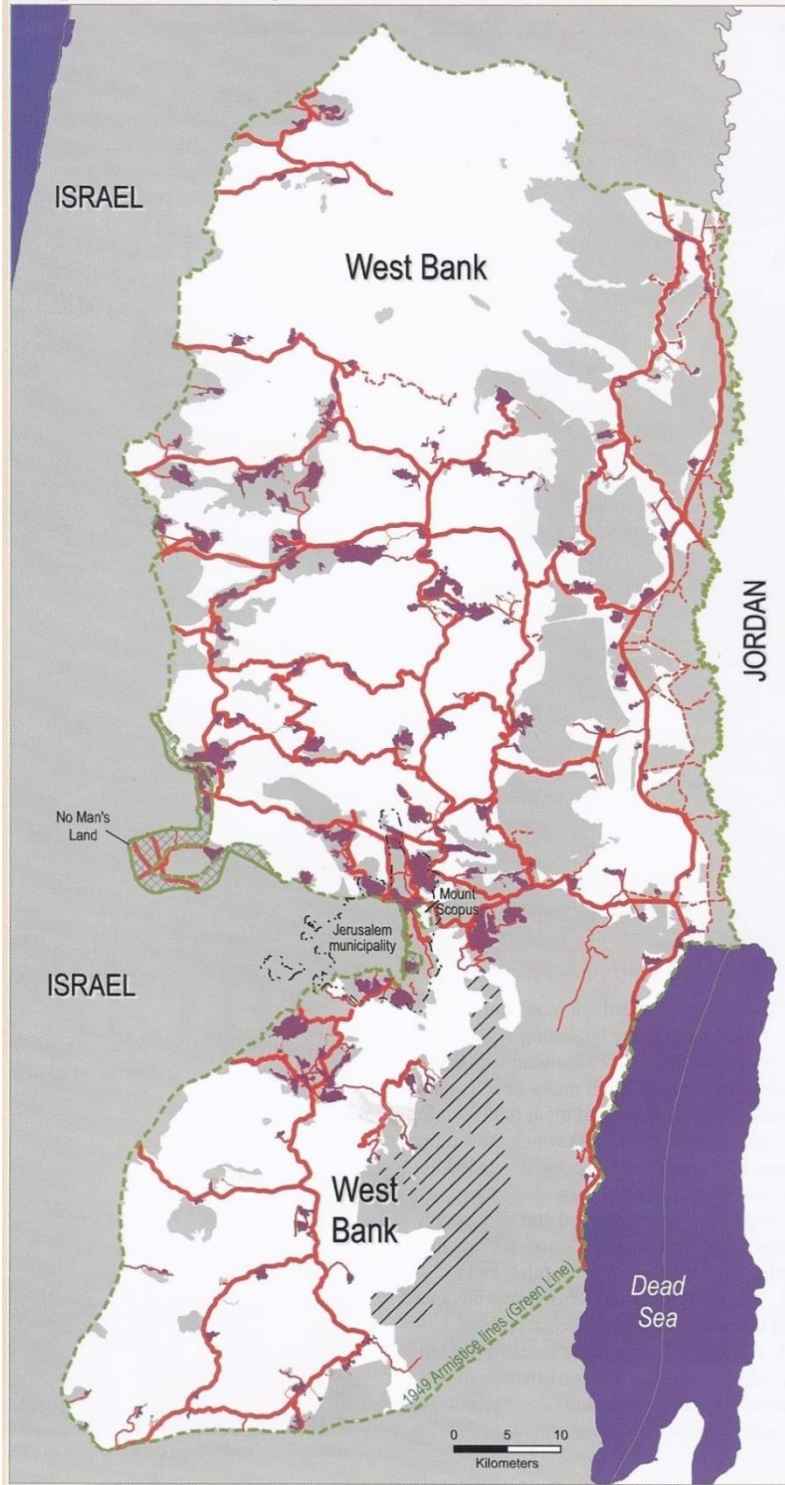 ISRAEL
West Bank
JORDAN
No Man's
Land
Mount
Scopus
Jerusalem
municipality
ISRAEL
West
Bank
1949 Armistice lines (Green Line)
Dead
Sea
0 5 10
Kilometers